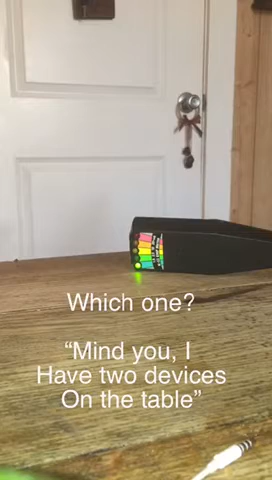 Which one?
“Mind you, I
Have two devices
On the table”